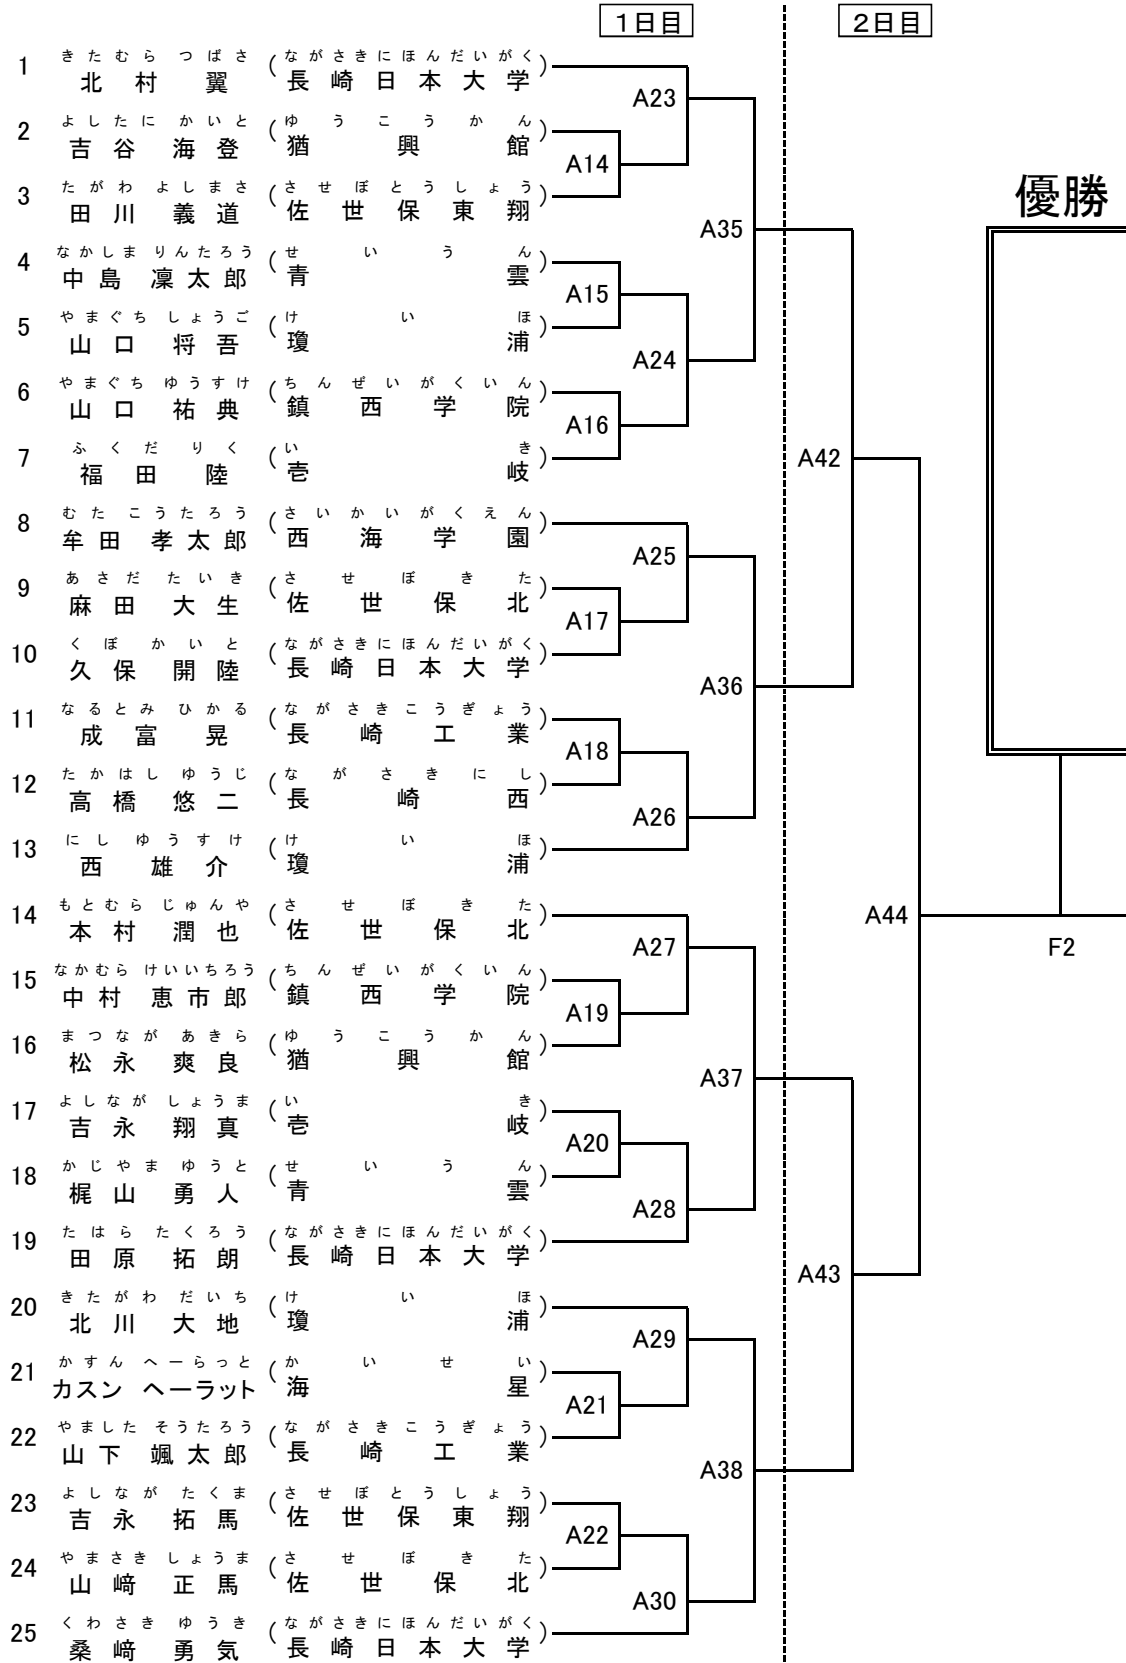 1日目 2日目
きたむら つばさ ながさきにほんだいがく
1 北村 翼 (長崎日本大学)
A23
よしたに かいと ゆうこうかん
2 吉谷 海登 (猶興館)
A14
たがわ よしまさ させぼとうしょう
3 田川 義道 (佐世保東翔)
優勝
A35
なかしま りんたろう せいうん
4 中島 凜太郎 (青雲)
A15
やまぐち しょうご けいほ
5 山口 将吾 (瓊浦)
A24
やまぐち ゆうすけ ちんぜいがくいん
6 山口 祐典 (鎮西学院)
A16
ふくだ りく いき
7 福田 陸 (壱岐)
A42
むた こうたろう さいかいがくえん
8 牟田 孝太郎 (西海学園)
A25
あさだ たいき させぼきた
9 麻田 大生 (佐世保北)
A17
くぼ かいと ながさきにほんだいがく
10 久保 開陸 (長崎日本大学)
A36
なるとみ ひかる ながさきこうぎょう
11 成富 晃 (長崎工業)
A18
たかはし ゆうじ ながさきにし
12 高橋 悠二 (長崎西)
A26
にし ゆうすけ けいほ
13 西 雄介 (瓊浦)
もとむら じゅんや させぼきた
14 本村 潤也 (佐世保北)
A44
A27
F2
なかむら けいいちろう ちんぜいがくいん
15 中村 恵市郎 (鎮西学院)
A19
まつなが あきら ゆうこうかん
16 松永 爽良 (猶興館)
A37
よしなが しょうま いき
17 吉永 翔真 (壱岐)
A20
かじやま ゆうと せいうん
18 梶山 勇人 (青雲)
A28
たはら たくろう ながさきにほんだいがく
19 田原 拓朗 (長崎日本大学)
A43
きたがわ だいち けいほ
20 北川 大地 (瓊浦)
A29
かすん へーらっと かいせい
21 カスン ヘーラット (海星)
A21
やました そうたろう ながさきこうぎょう
22 山下 颯太郎 (長崎工業)
A38
よしなが たくま させぼとうしょう
23 吉永 拓馬 (佐世保東翔)
A22
やまさき しょうま させぼきた
24 山﨑 正馬 (佐世保北)
A30
くわさき ゆうき ながさきにほんだいがく
25 桑﨑 勇気 (長崎日本大学)